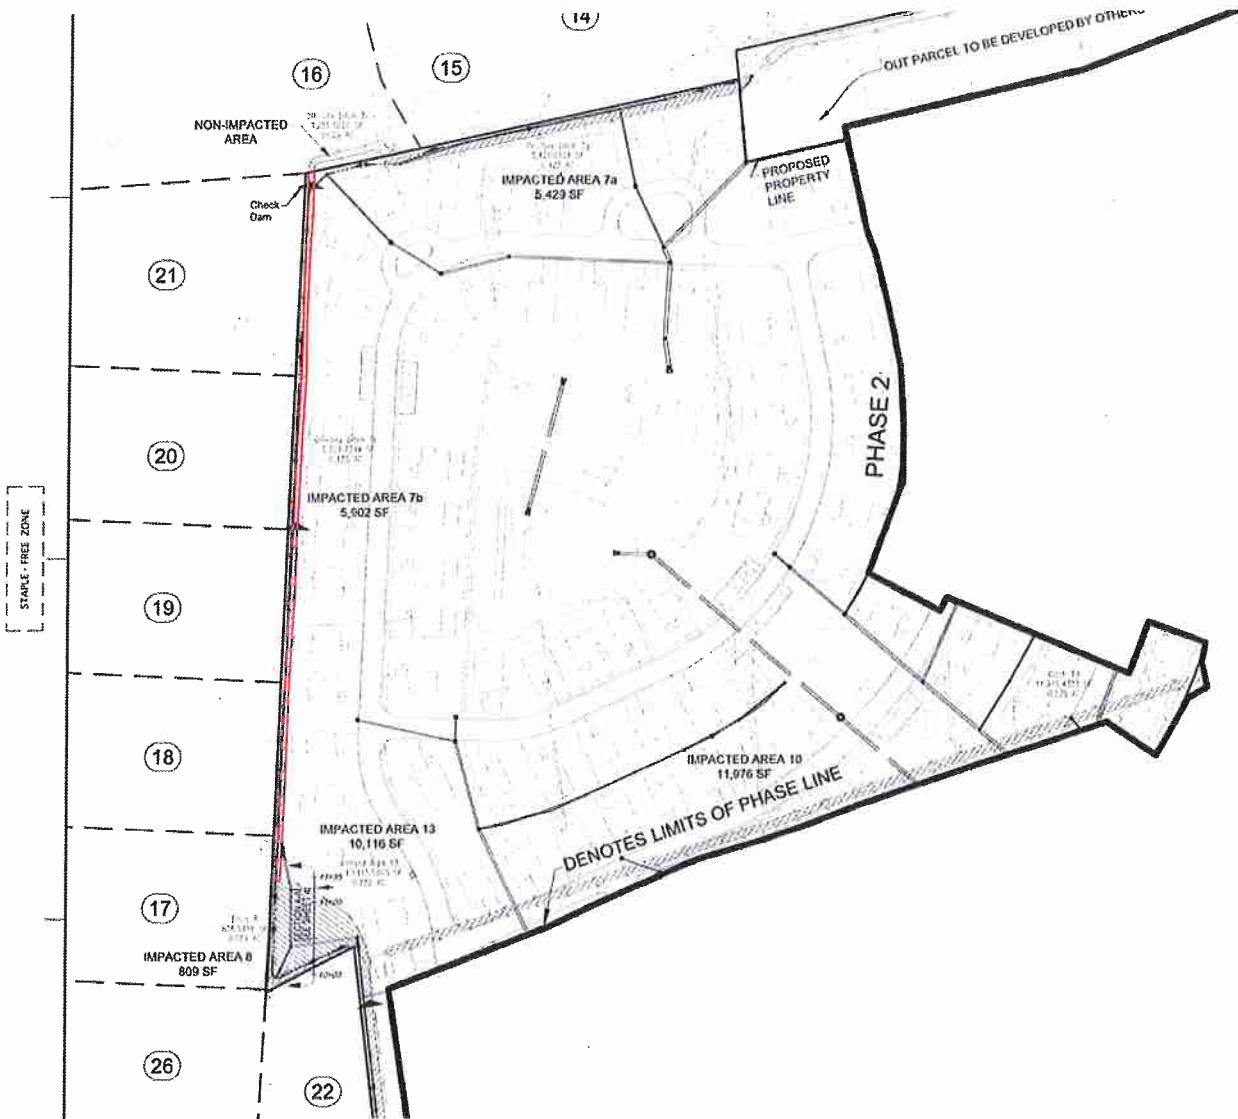 14
16
15
OUT PARCEL TO BE DEVELOPED BY OTHERS
NON-IMPACTED
AREA
IMPACTED AREA 7a
5,429 SF
PROPOSED
PROPERTY
LINE
Check
Dam
21
PHASE 2
20
IMPACTED AREA 7b
5,902 SF
STAPLE - FREE ZONE
19
18
IMPACTED AREA 10
11,976 SF
DENOTES LIMITS OF PHASE LINE
IMPACTED AREA 13
10,116 SF
17
IMPACTED AREA 8
809 SF
26
22